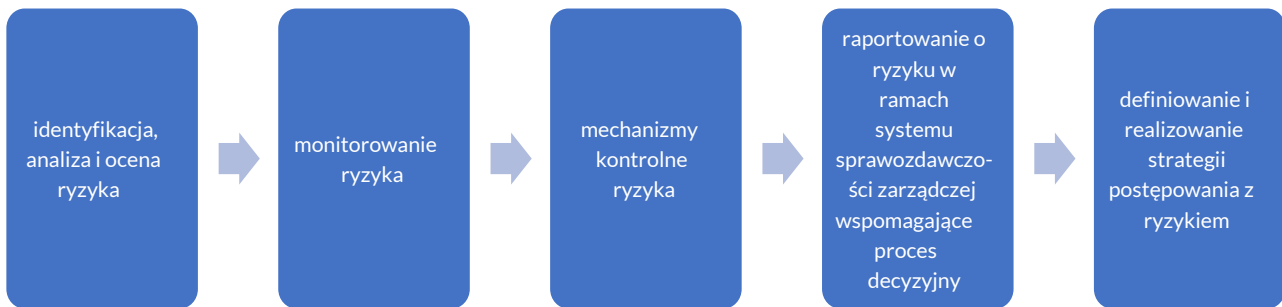 identyfikacja,
analiza i ocena
ryzyka
monitorowanie
ryzyka
mechanizmy
kontrolne
ryzyka
raportowanie o
ryzyku w
ramach
systemu
sprawozdawczo-
ści zarządczej
wspomagające
proces
decyzyjny
definiowanie i
realizowanie
strategii
postępowania z
ryzykiem